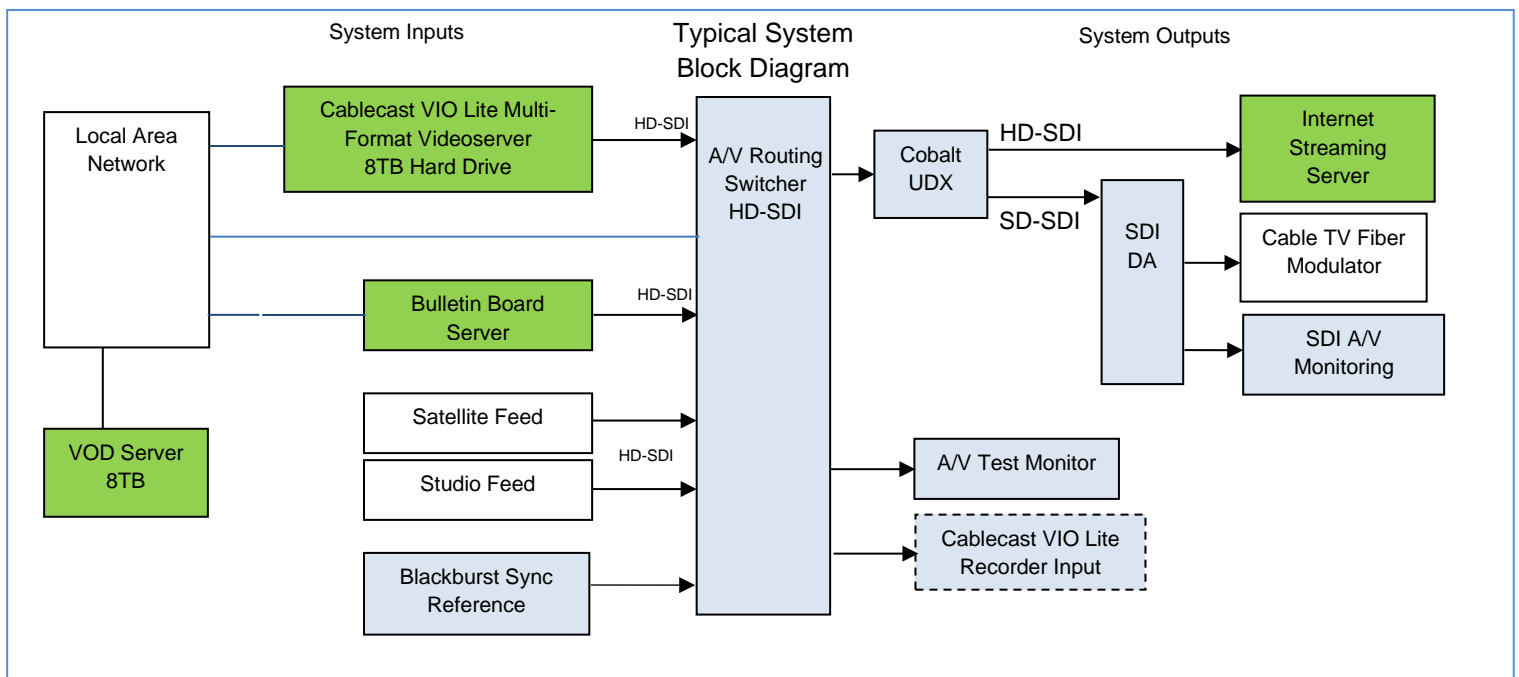 System Inputs
Typical System
Block Diagram
System Outputs
Local Area
Network
Cablecast VIO Lite Multi-
Format Videoserver
8TB Hard Drive
HD-SDI
A/V Routing
Switcher
HD-SDI
Cobalt
UDX
HD-SDI
SD-SDI
Internet
Streaming
Server
SDI
DA
Cable TV Fiber
Modulator
Bulletin Board
Server
HD-SDI
SDI A/V
Monitoring
Satellite Feed
HD-SDI
Studio Feed
VOD Server
8TB
A/V Test Monitor
Cablecast VIO Lite
Recorder Input
Blackburst Sync
Reference